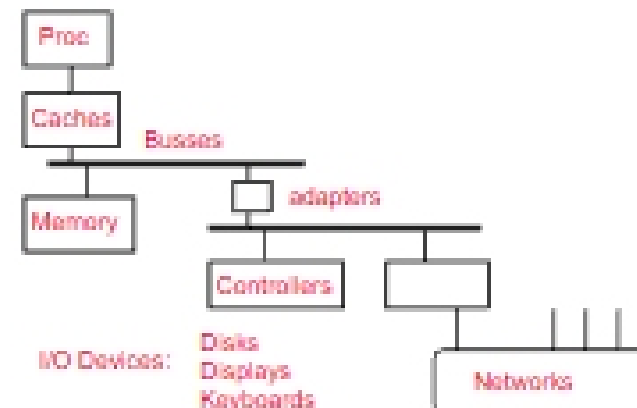 Proc
Caches
Busses
adapters
Memory
Controllers
I/O Devices:
Disks
Displays
Keyboards
Networks